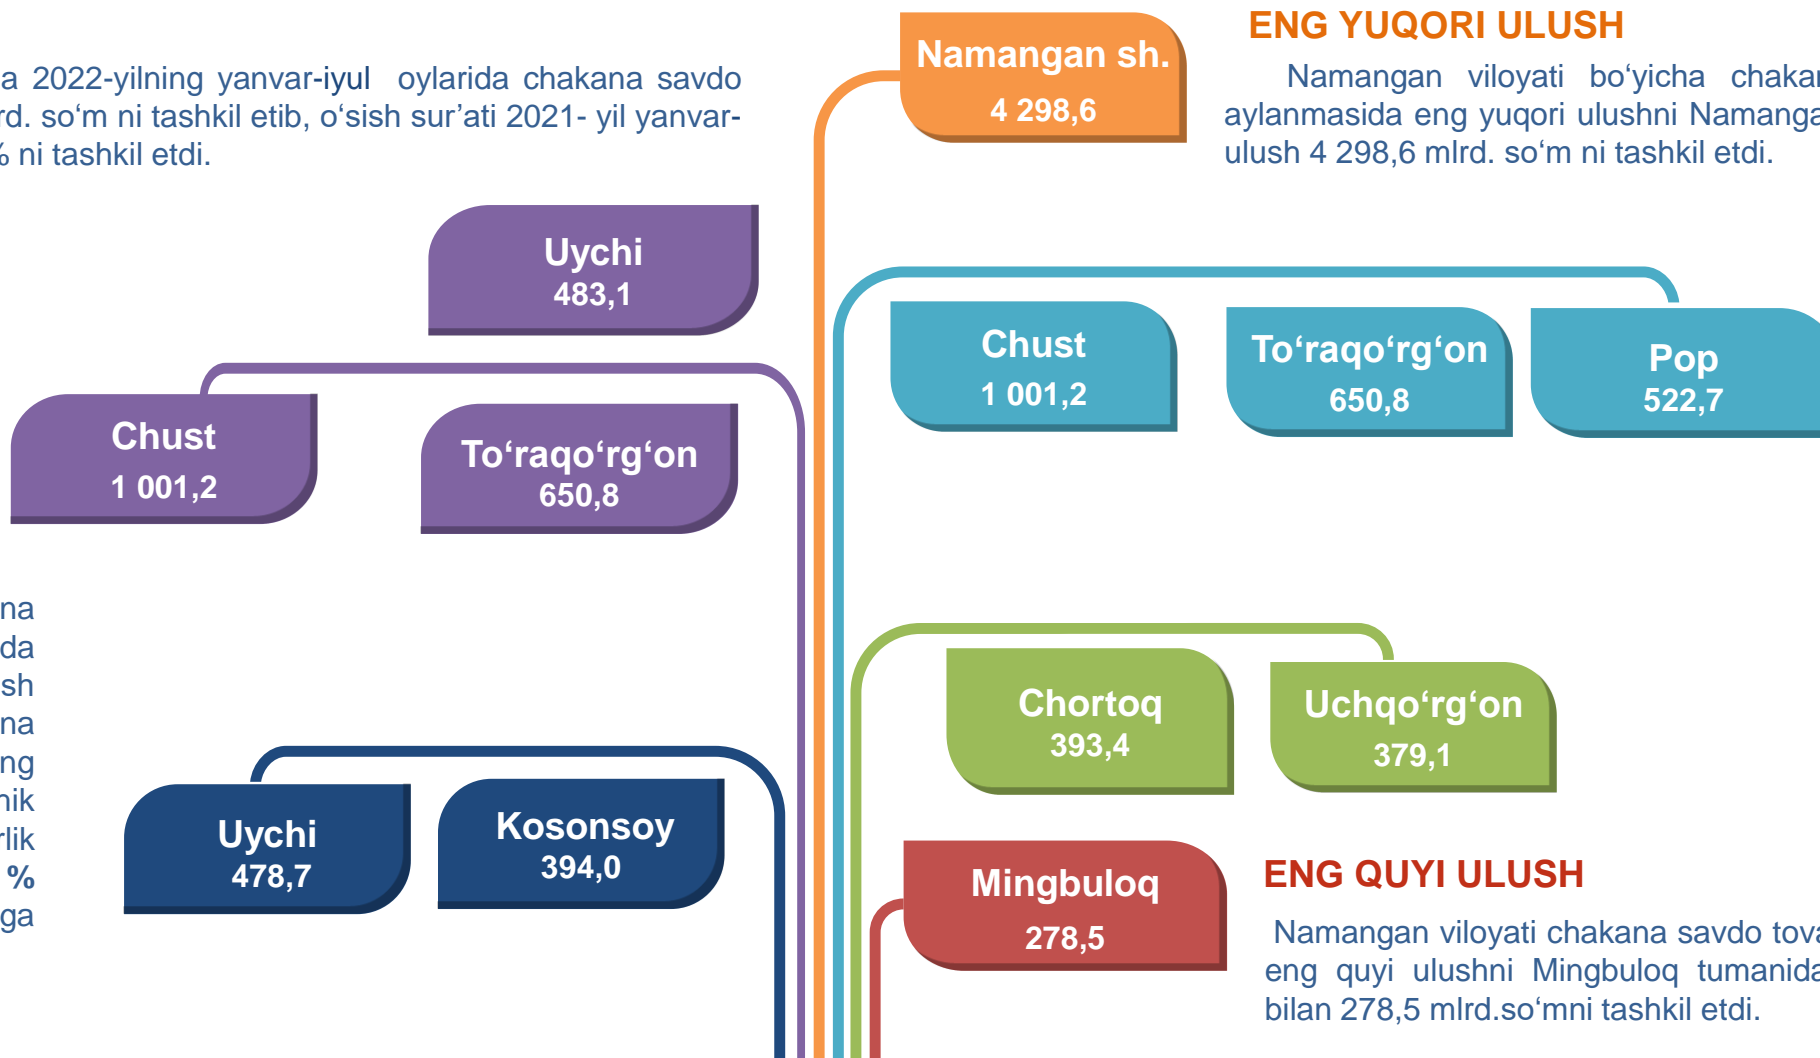 a 2022-yilning yanvar-iyul oylarida chakana savdo
rd. so‘m ni tashkil etib, o‘sish sur’ati 2021- yil yanvar-
% ni tashkil etdi.
Namangan sh.
4 298,6
ENG YUQORI ULUSH
Namangan viloyati bo‘yicha chakan
aylanmasida eng yuqori ulushni Namanga
ulush 4 298,6 mlrd. so‘m ni tashkil etdi.
Uychi
483,1
Chust
1 001,2
To‘raqo‘rg‘on
650,8
Chust
1 001,2
To‘raqo‘rg‘on
650,8
Pop
522,7
na
da
sh
na
ng
nik
rlik
%
ga
Uychi
478,7
Kosonsoy
394,0
Chortoq
393,4
Uchqo‘rg‘on
379,1
Mingbuloq
278,5
ENG QUYI ULUSH
Namangan viloyati chakana savdo tova
eng quyi ulushni Mingbuloq tumanida
bilan 278,5 mlrd.so‘mni tashkil etdi.